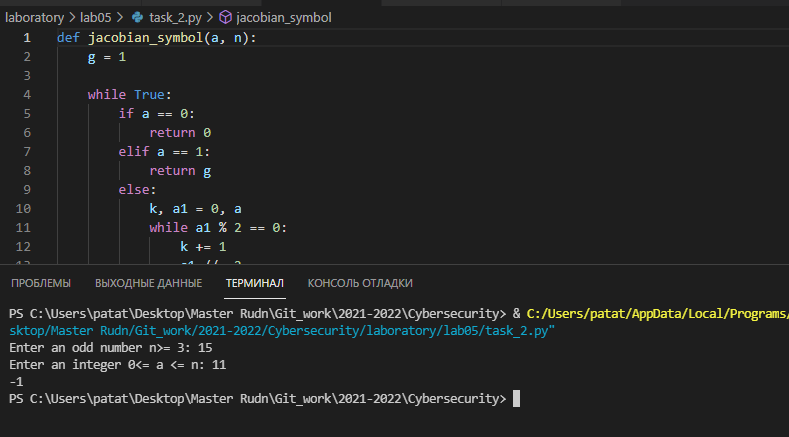 laboratory > lab05 > task_2.py > jacobian_symbol
1 def jacobian_symbol(a, n):
2 g = 1
3
4 while True:
5 if a == 0:
6 return 0
7 elif a == 1:
8 return g
9 else:
10 k, a1 = 0, a
11 while a1 % 2 == 0:
12 k += 1
ПРОБЛЕМЫ ВЫХОДНЫЕ ДАННЫЕ ТЕРМИНАЛ КОНСОЛЬ ОТЛАДКИ
PS C:\Users\patat\Desktop\Master Rudn\Git_work\2021-2022\Cybersecurity> & C:/Users/patat/AppData/Local/Programs/
sktop/Master Rudn/Git_work/2021-2022/Cybersecurity/laboratory/lab05/task_2.py"
Enter an odd number n>= 3: 15
Enter an integer 0<= a <= n: 11
-1
PS C:\Users\patat\Desktop\Master Rudn\Git_work\2021-2022\Cybersecurity>